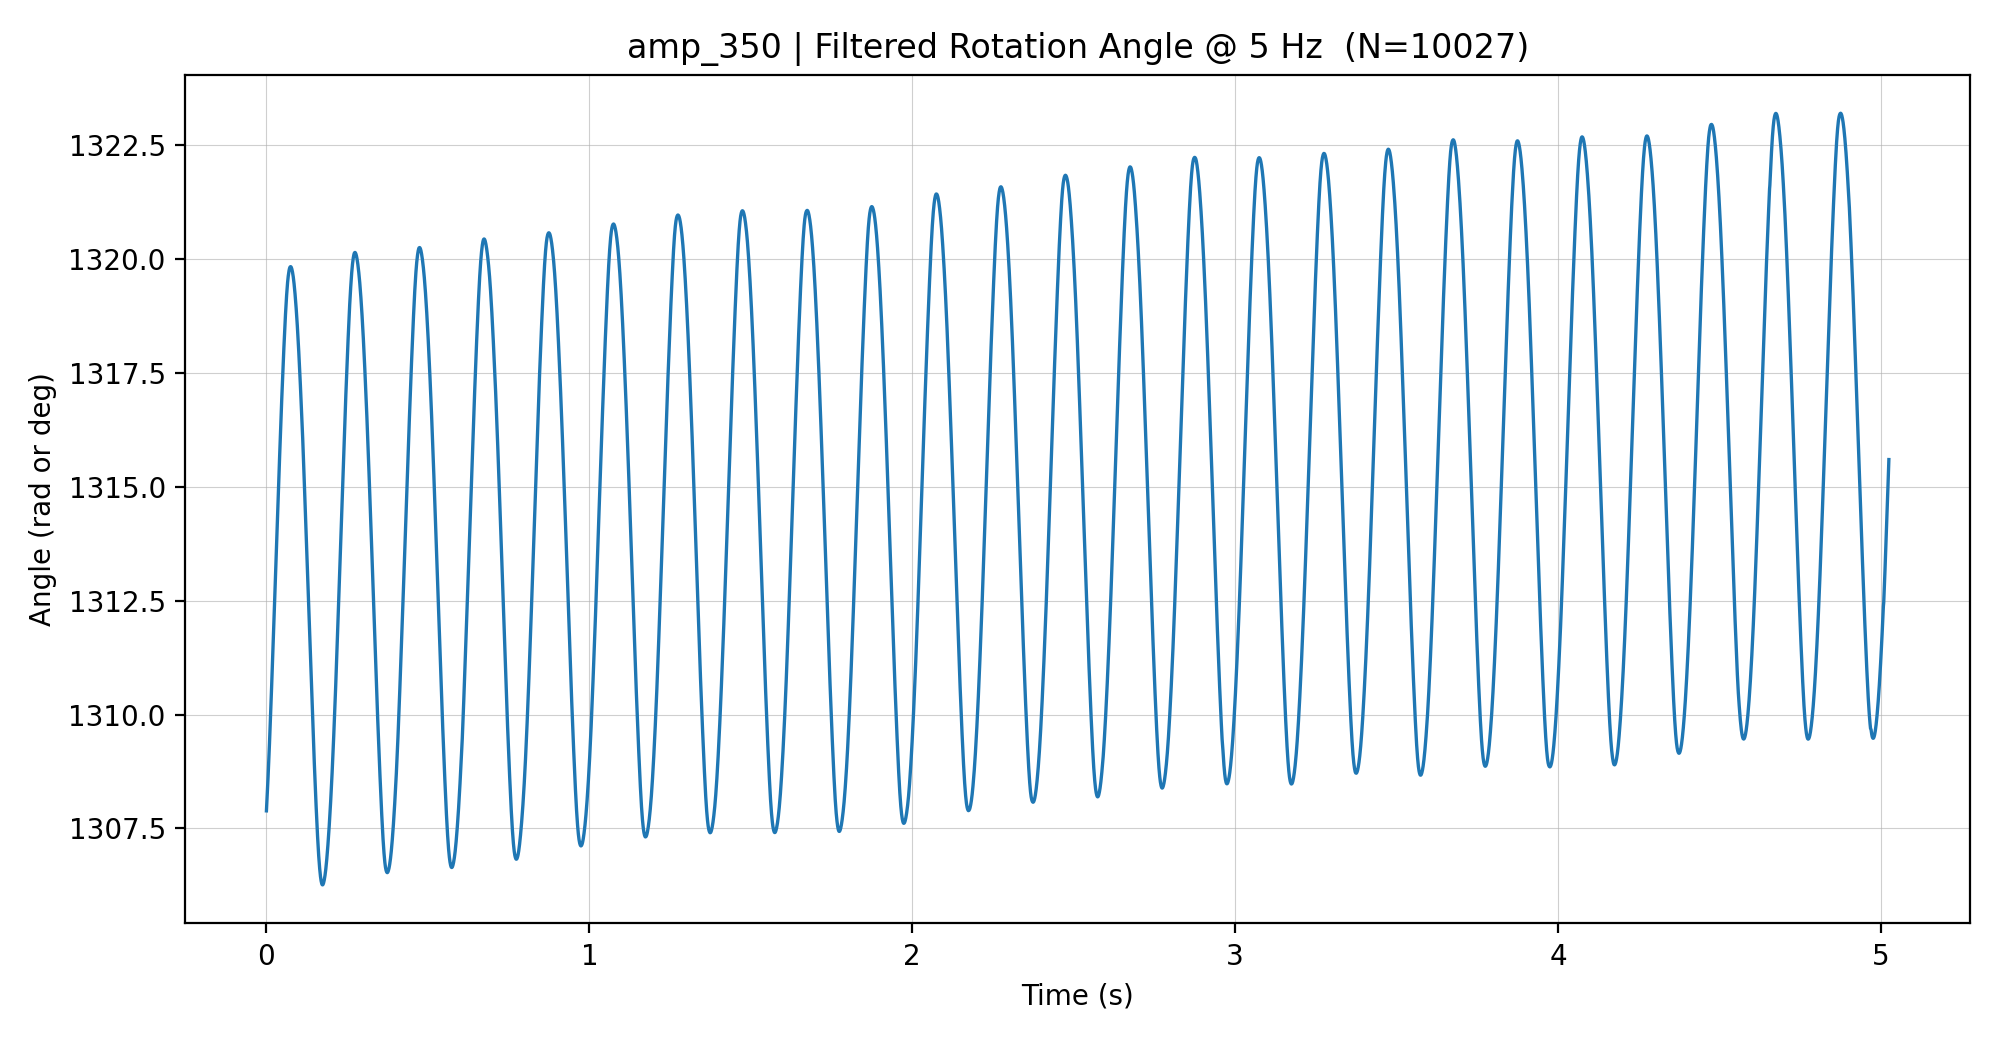 amp_350 | Filtered Rotation Angle @ 5 Hz  (N=10027)
Angle (rad or deg)
1322.5
1320.0
1317.5
1315.0
1312.5
1310.0
1307.5
0 1 2 3 4 5
Time (s)